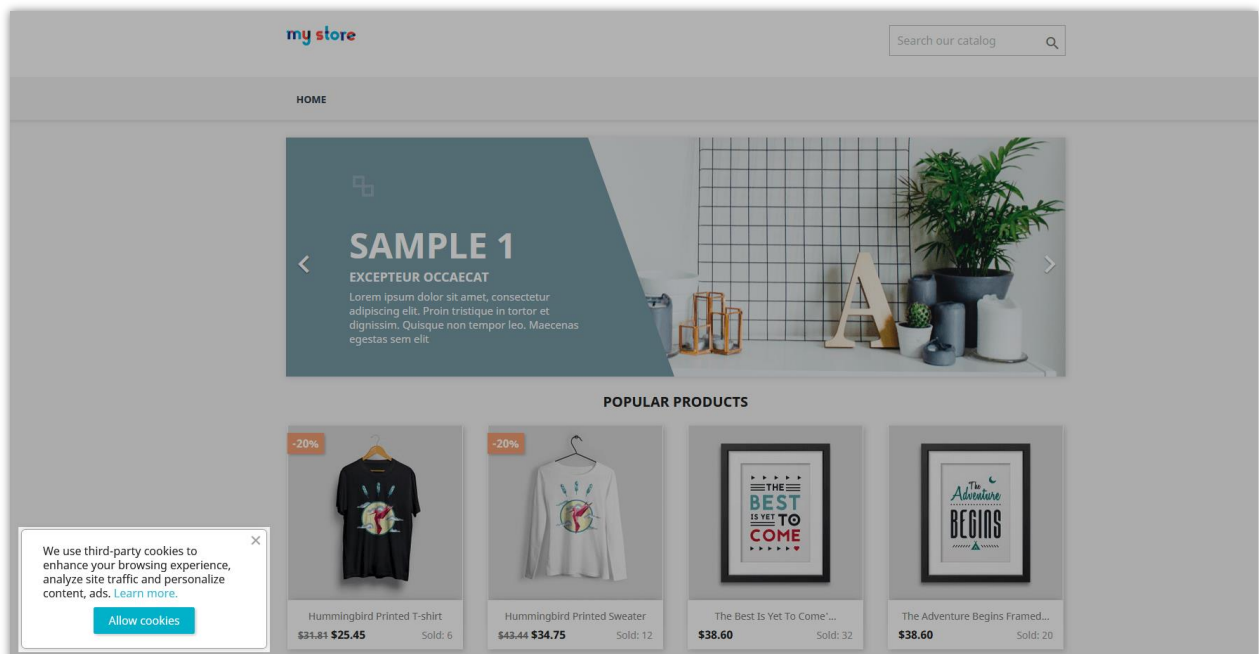 my store
Search our catalog
HOME
SAMPLE 1
EXCEPTEUR OCCAECAT
Lorem ipsum dolor sit amet, consectetur
adipiscing elit. Proin tristique in tortor et
dignissim. Quisque non tempor leo. Maecenas
egestas sem elit
A
POPULAR PRODUCTS
-20%
-20%
THE
BEST
IS YET TO
COME
The
Adventure
BEGINS
Hummingbird Printed T-shirt
$31.81 $25.45 Sold: 6
Hummingbird Printed Sweater
$43.44 $34.75 Sold: 12
The Best Is Yet To Come'...
$38.60 Sold: 32
The Adventure Begins Framed...
$38.60 Sold: 20
We use third-party cookies to
enhance your browsing experience,
analyze site traffic and personalize
content, ads. Learn more.
Allow cookies